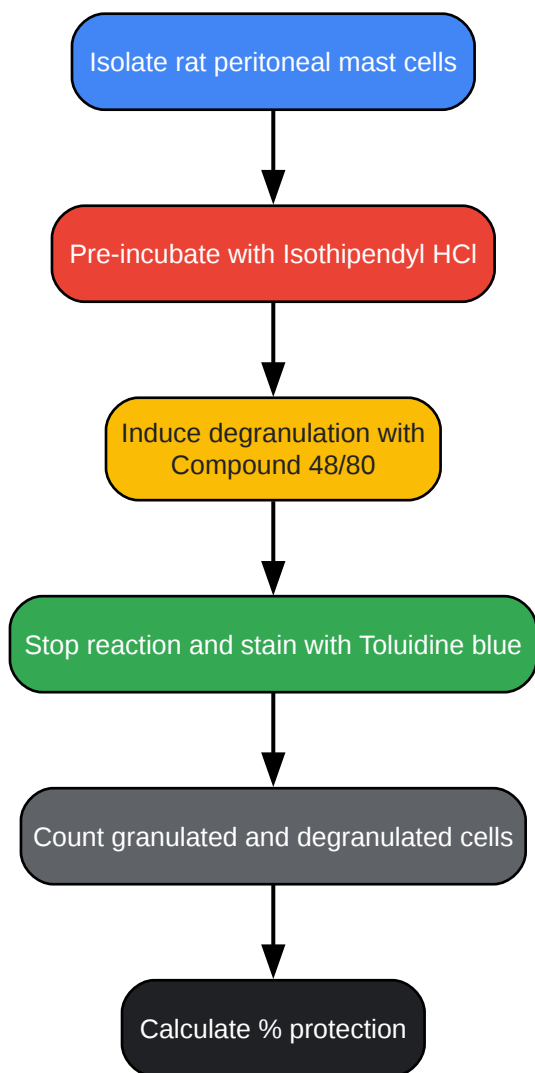 Isolate rat peritoneal mast cells
Pre-incubate with Isothipendyl HCl
Induce degranulation with
Compound 48/80
Stop reaction and stain with Toluidine blue
Count granulated and degranulated cells
Calculate % protection